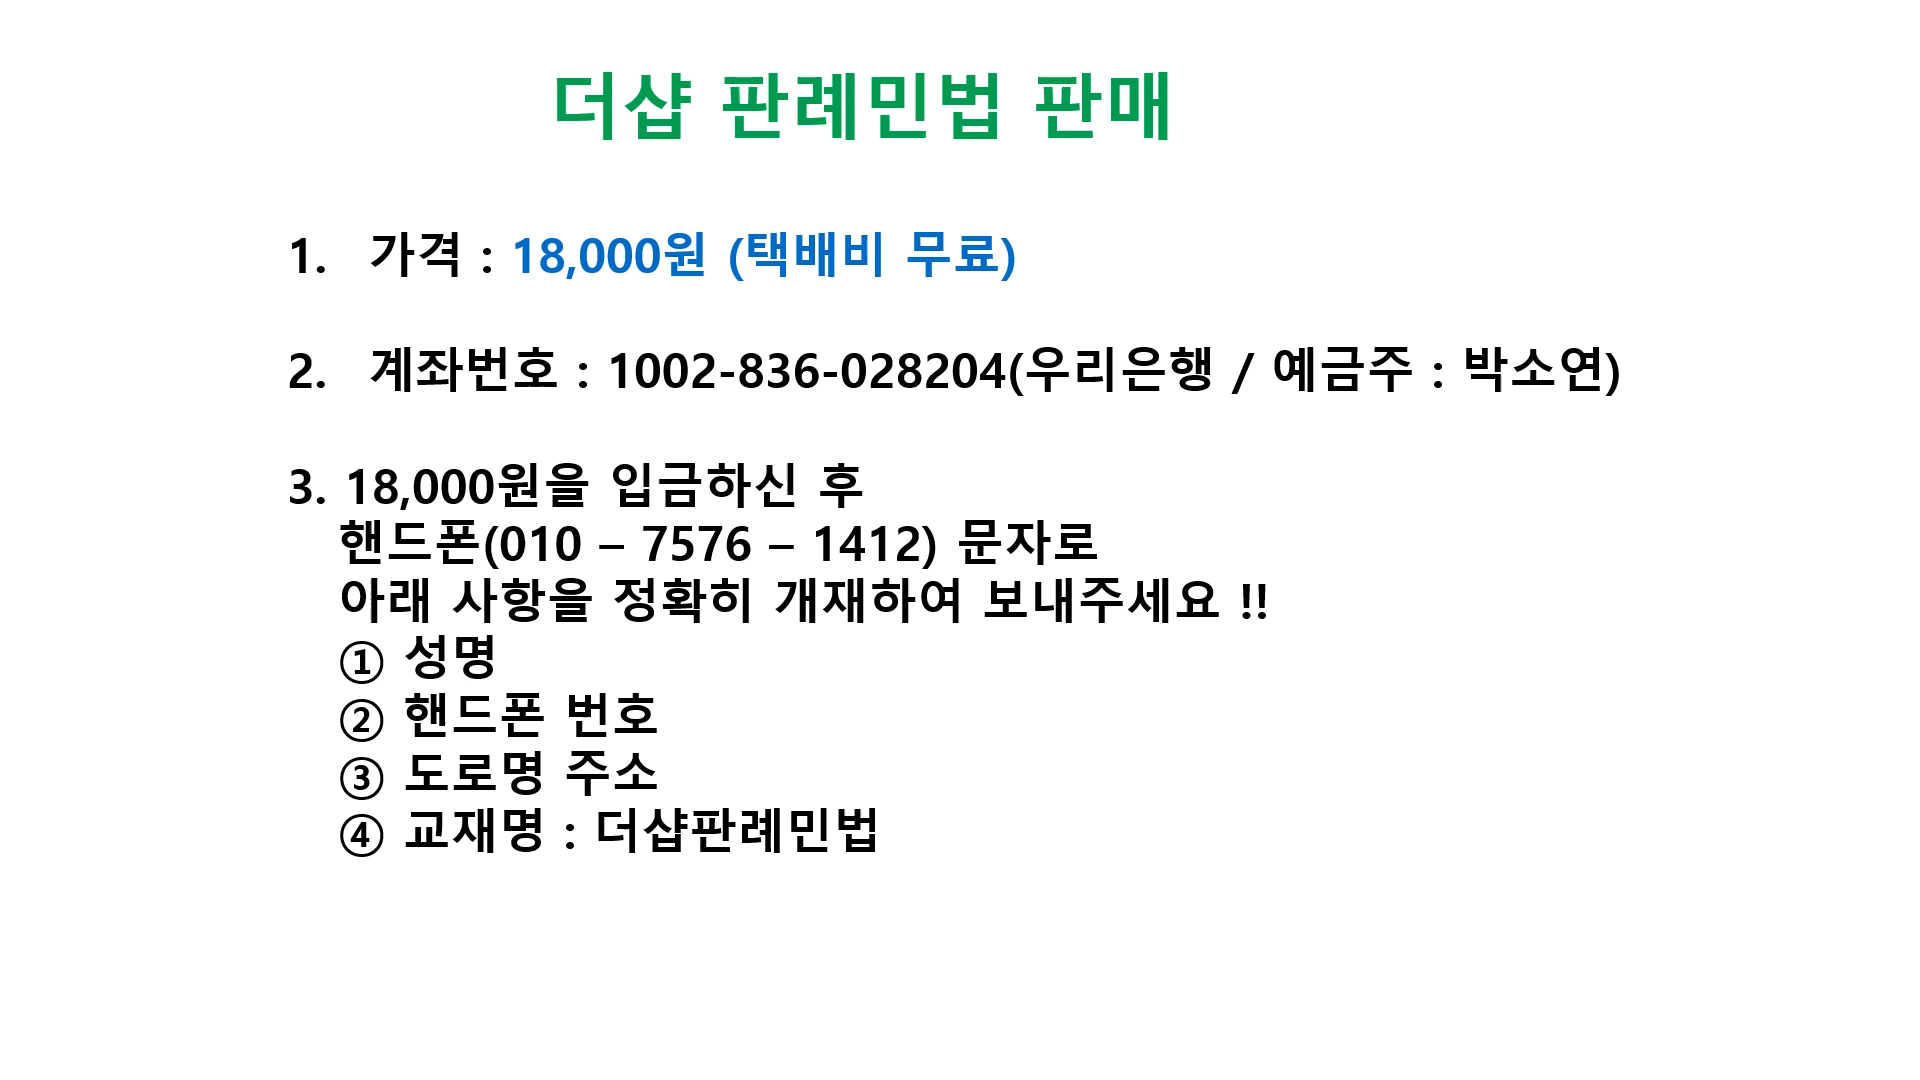 더샵 판례민법 판매
1. 가격 : 18,000원 (택배비 무료)
2. 계좌번호 : 1002-836-028204(우리은행 / 예금주 : 박소연)
3. 18,000원을 입금하신 후
핸드폰(010 – 7576 – 1412) 문자로
아래 사항을 정확히 개재하여 보내주세요 !!
① 성명
② 핸드폰 번호
③ 도로명 주소
④ 교재명 : 더샵판례민법